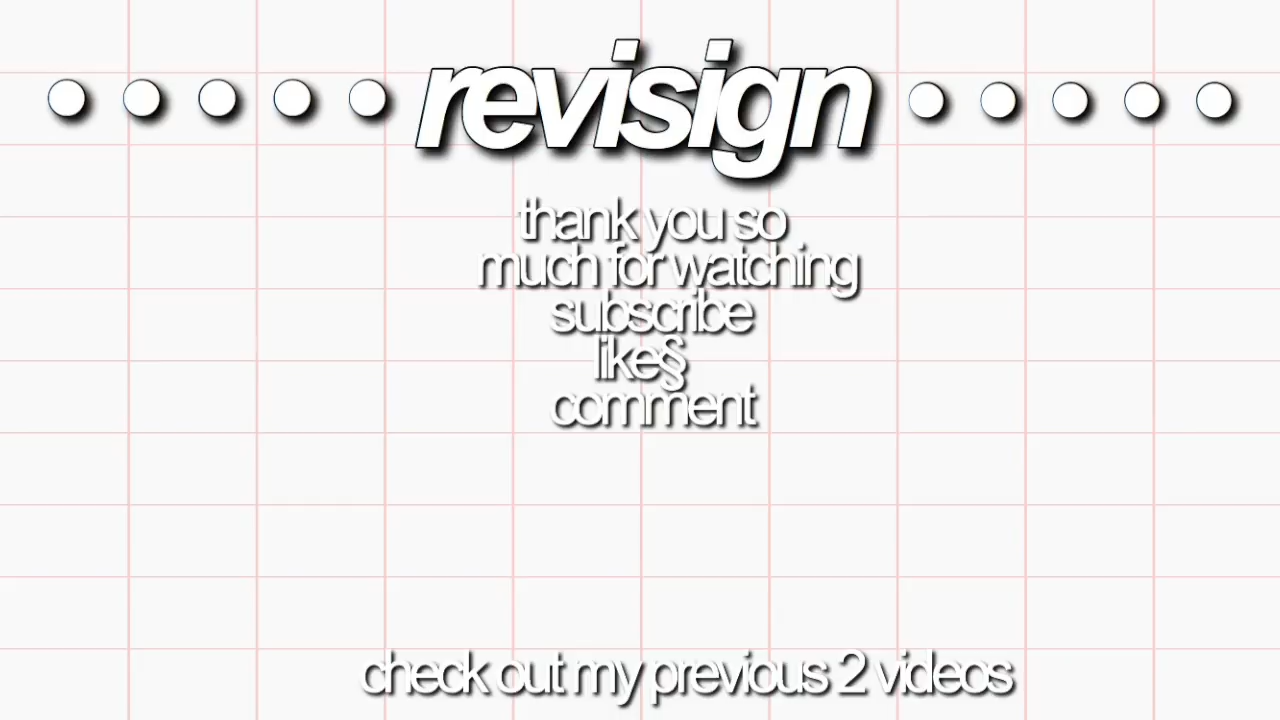 revisign
thank you so
much for watching
subscribe
like§
comment
check out my previous 2 videos